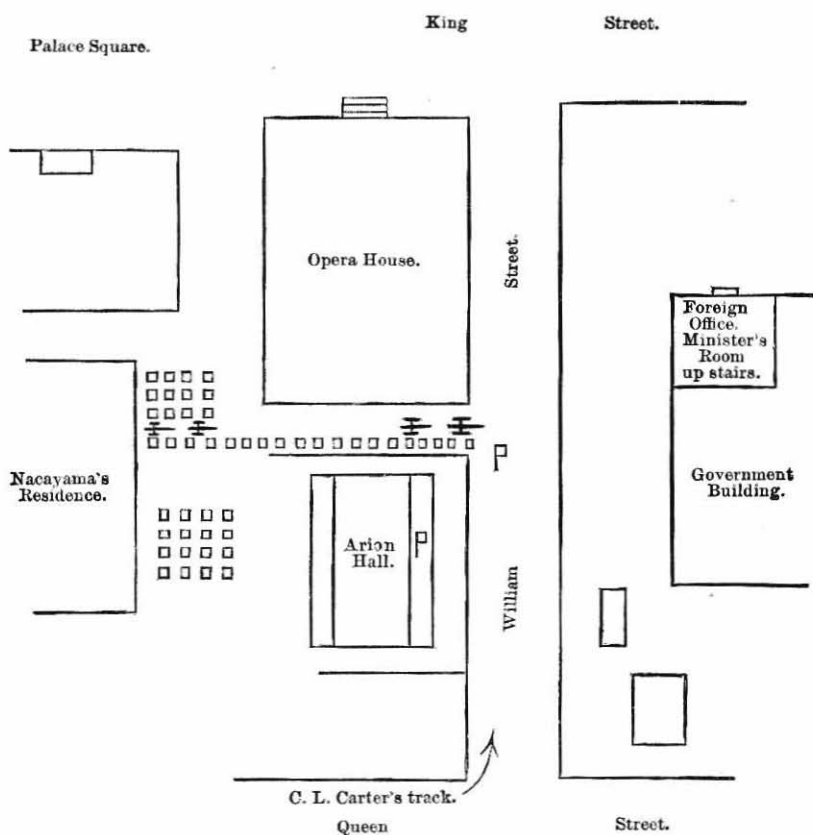 King Street.
Palace Square.
Opera House.
Street.
Foreign
Office.
Minister's
Room
up stairs.
Nacayama's
Residence.
Government
Building.
Arion
Hall.
William
C. L. Carter's track.
Queen Street.